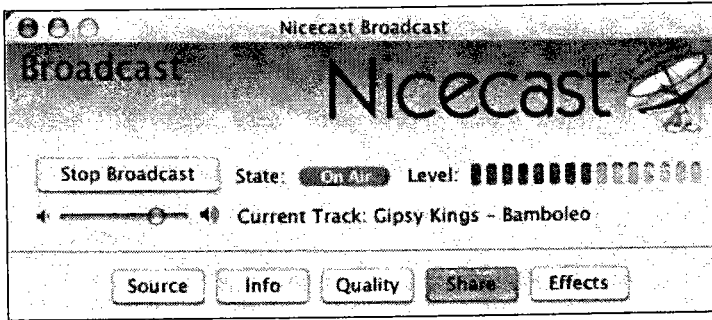 Nicecast Broadcast
Broadcast
Nicecast
Stop Broadcast State: On Air Level:
Current Track: Gipsy Kings – Bamboleo
Source Info Quality Share Effects